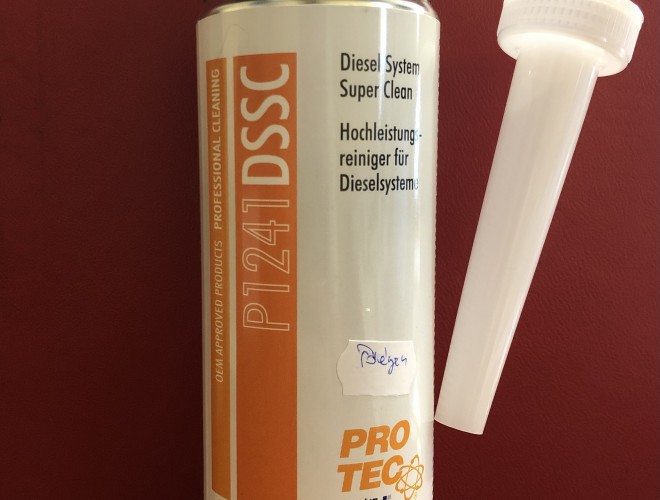 Diesel System
Super Clean
Hochleistungs-
reiniger für
Dieselsysteme
OEM APPROVED PRODUCTS PROFESSIONAL CLEANING
P1241 DSSC
PRO
TEC